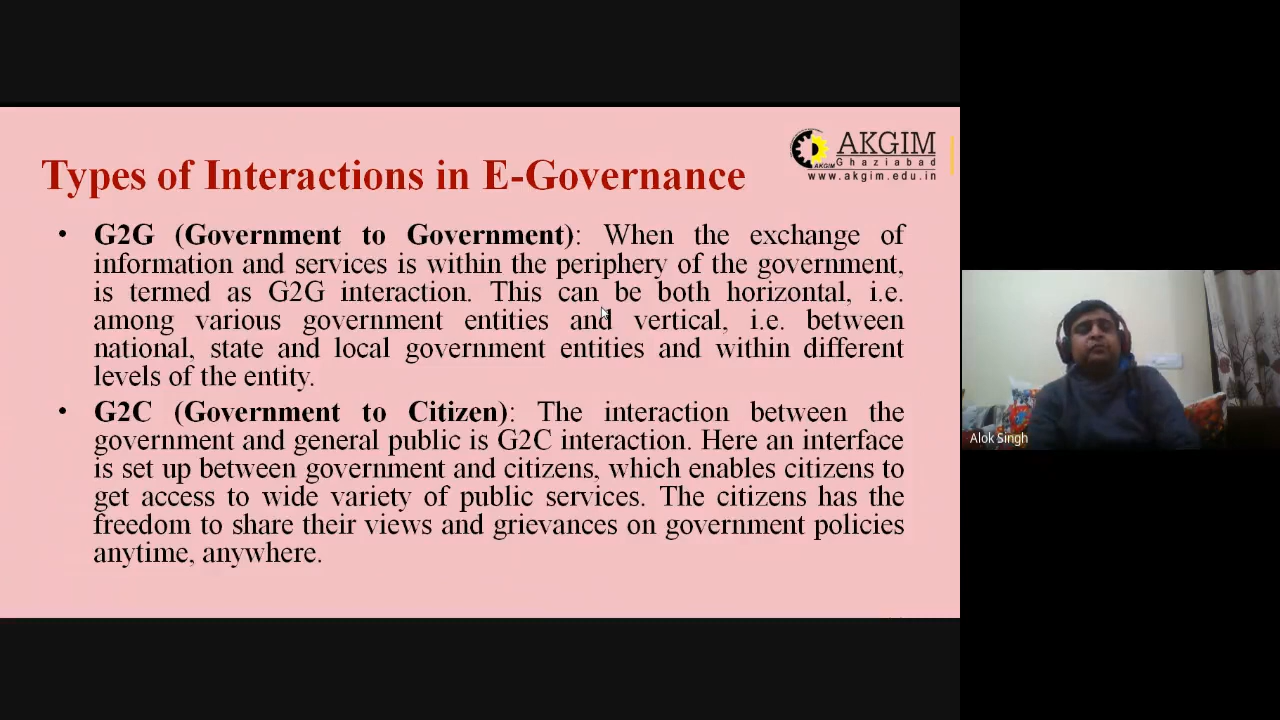 AKGIM
Ghaziabad
AKGIM
www.akgim.edu.in
Types of Interactions in E-Governance
• G2G (Government to Government): When the exchange of
information and services is within the periphery of the government,
is termed as G2G interaction. This can be both horizontal, i.e.
among various government entities and vertical, i.e. between
national, state and local government entities and within different
levels of the entity.
• G2C (Government to Citizen): The interaction between the
government and general public is G2C interaction. Here an interface
is set up between government and citizens, which enables citizens to
get access to wide variety of public services. The citizens has the
freedom to share their views and grievances on government policies
anytime, anywhere.
Alok Singh